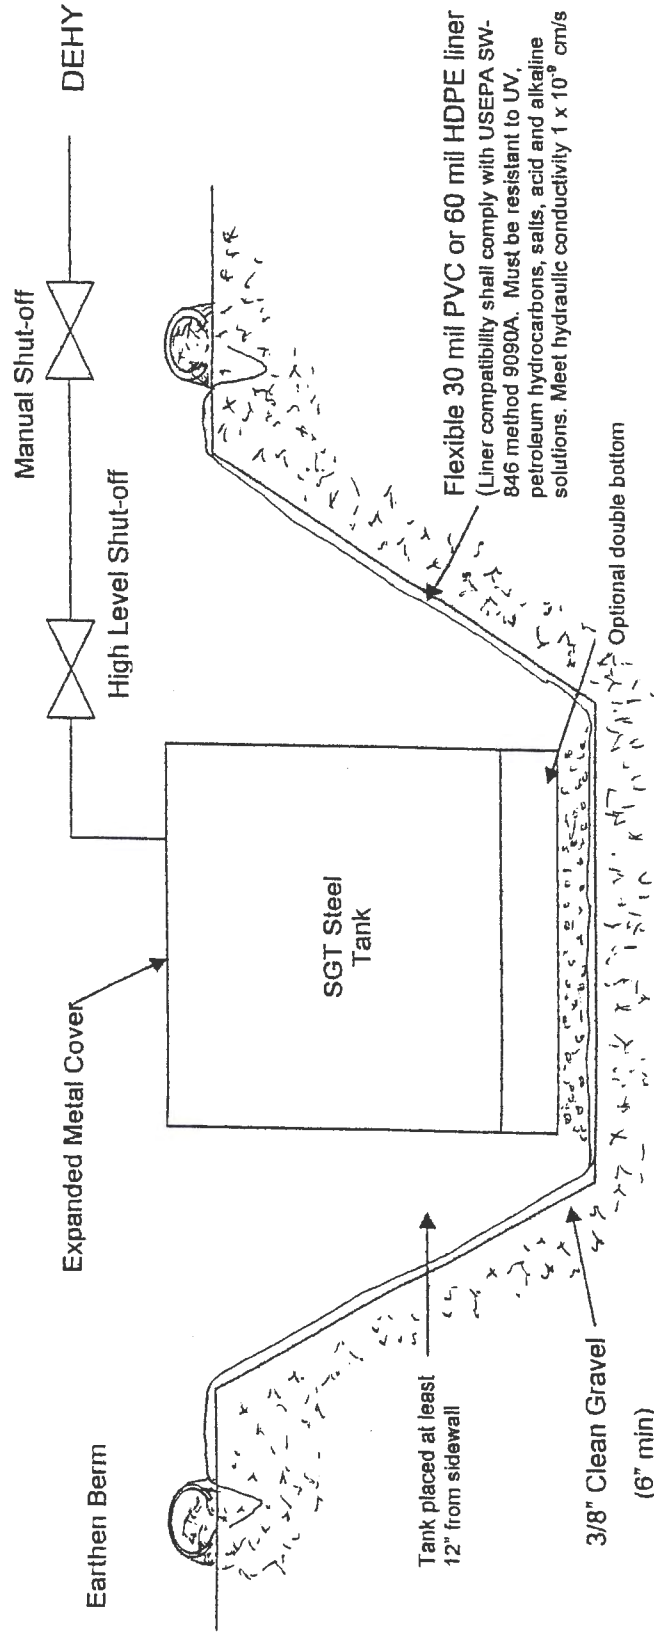 DEHY
Manual Shut-off
High Level Shut-off
Expanded Metal Cover
Earthen Berm
SGT Steel
Tank
Flexible 30 mil PVC or 60 mil HDPE liner
(Liner compatibility shall comply with USEPA SW-
846 method 9090A. Must be resistant to UV,
petroleum hydrocarbons, salts, acid and alkaline
solutions. Meet hydraulic conductivity 1 x 10⁻⁹ cm/s
Optional double bottom
Tank placed at least
12" from sidewall
3/8" Clean Gravel
(6" min)